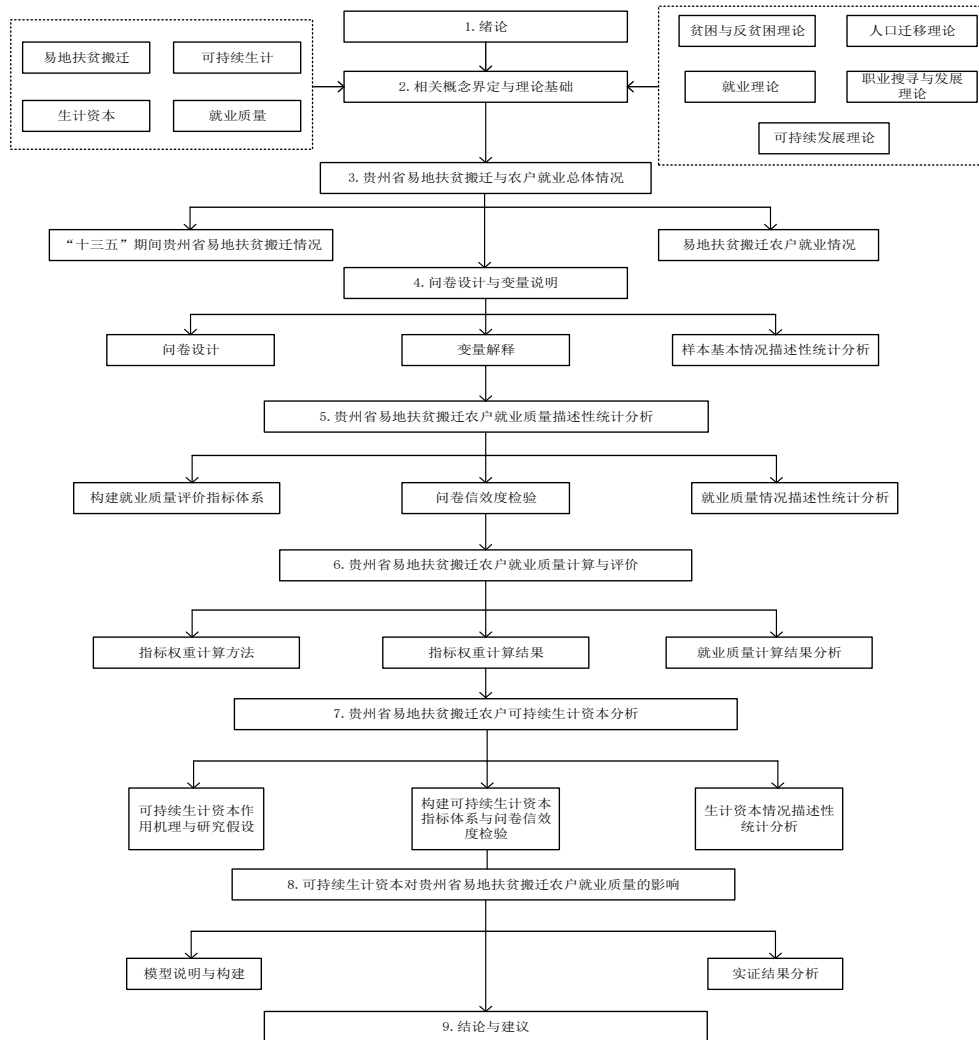 1.绪论
易地扶贫搬迁
可持续生计
生计资本
就业质量
2.相关概念界定与理论基础
贫困与反贫困理论
人口迁移理论
就业理论
职业搜寻与发展
理论
可持续发展理论
3.贵州省易地扶贫搬迁与农户就业总体情况
“十三五”期间贵州省易地扶贫搬迁情况
易地扶贫搬迁农户就业情况
4.问卷设计与变量说明
问卷设计
变量解释
样本基本情况描述性统计分析
5.贵州省易地扶贫搬迁农户就业质量描述性统计分析
构建就业质量评价指标体系
问卷信效度检验
就业质量情况描述性统计分析
6.贵州省易地扶贫搬迁农户就业质量计算与评价
指标权重计算方法
指标权重计算结果
就业质量计算结果分析
7.贵州省易地扶贫搬迁农户可持续生计资本分析
可持续生计资本作
用机理与研究假设
构建可持续生计资本
指标体系与问卷信效
度检验
生计资本情况描述性
统计分析
8.可持续生计资本对贵州省易地扶贫搬迁农户就业质量的影响
模型说明与构建
实证结果分析
9.结论与建议